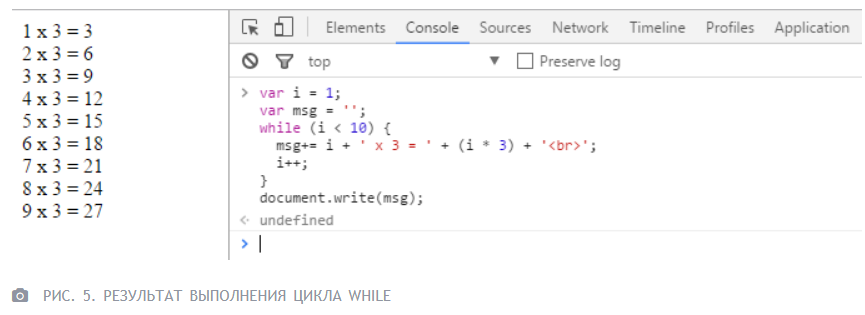 1 x 3 = 3
2 x 3 = 6
3 x 3 = 9
4 x 3 = 12
5 x 3 = 15
6 x 3 = 18
7 x 3 = 21
8 x 3 = 24
9 x 3 = 27
Elements Console Sources Network Timeline Profiles Application
top Preserve log
> var i = 1;
var msg = '';
while (i < 10) {
msg+= i + ' x 3 = ' + (i * 3) + '<br>';
i++;
}
document.write(msg);
undefined
>
РИС. 5. РЕЗУЛЬТАТ ВЫПОЛНЕНИЯ ЦИКЛА WHILE